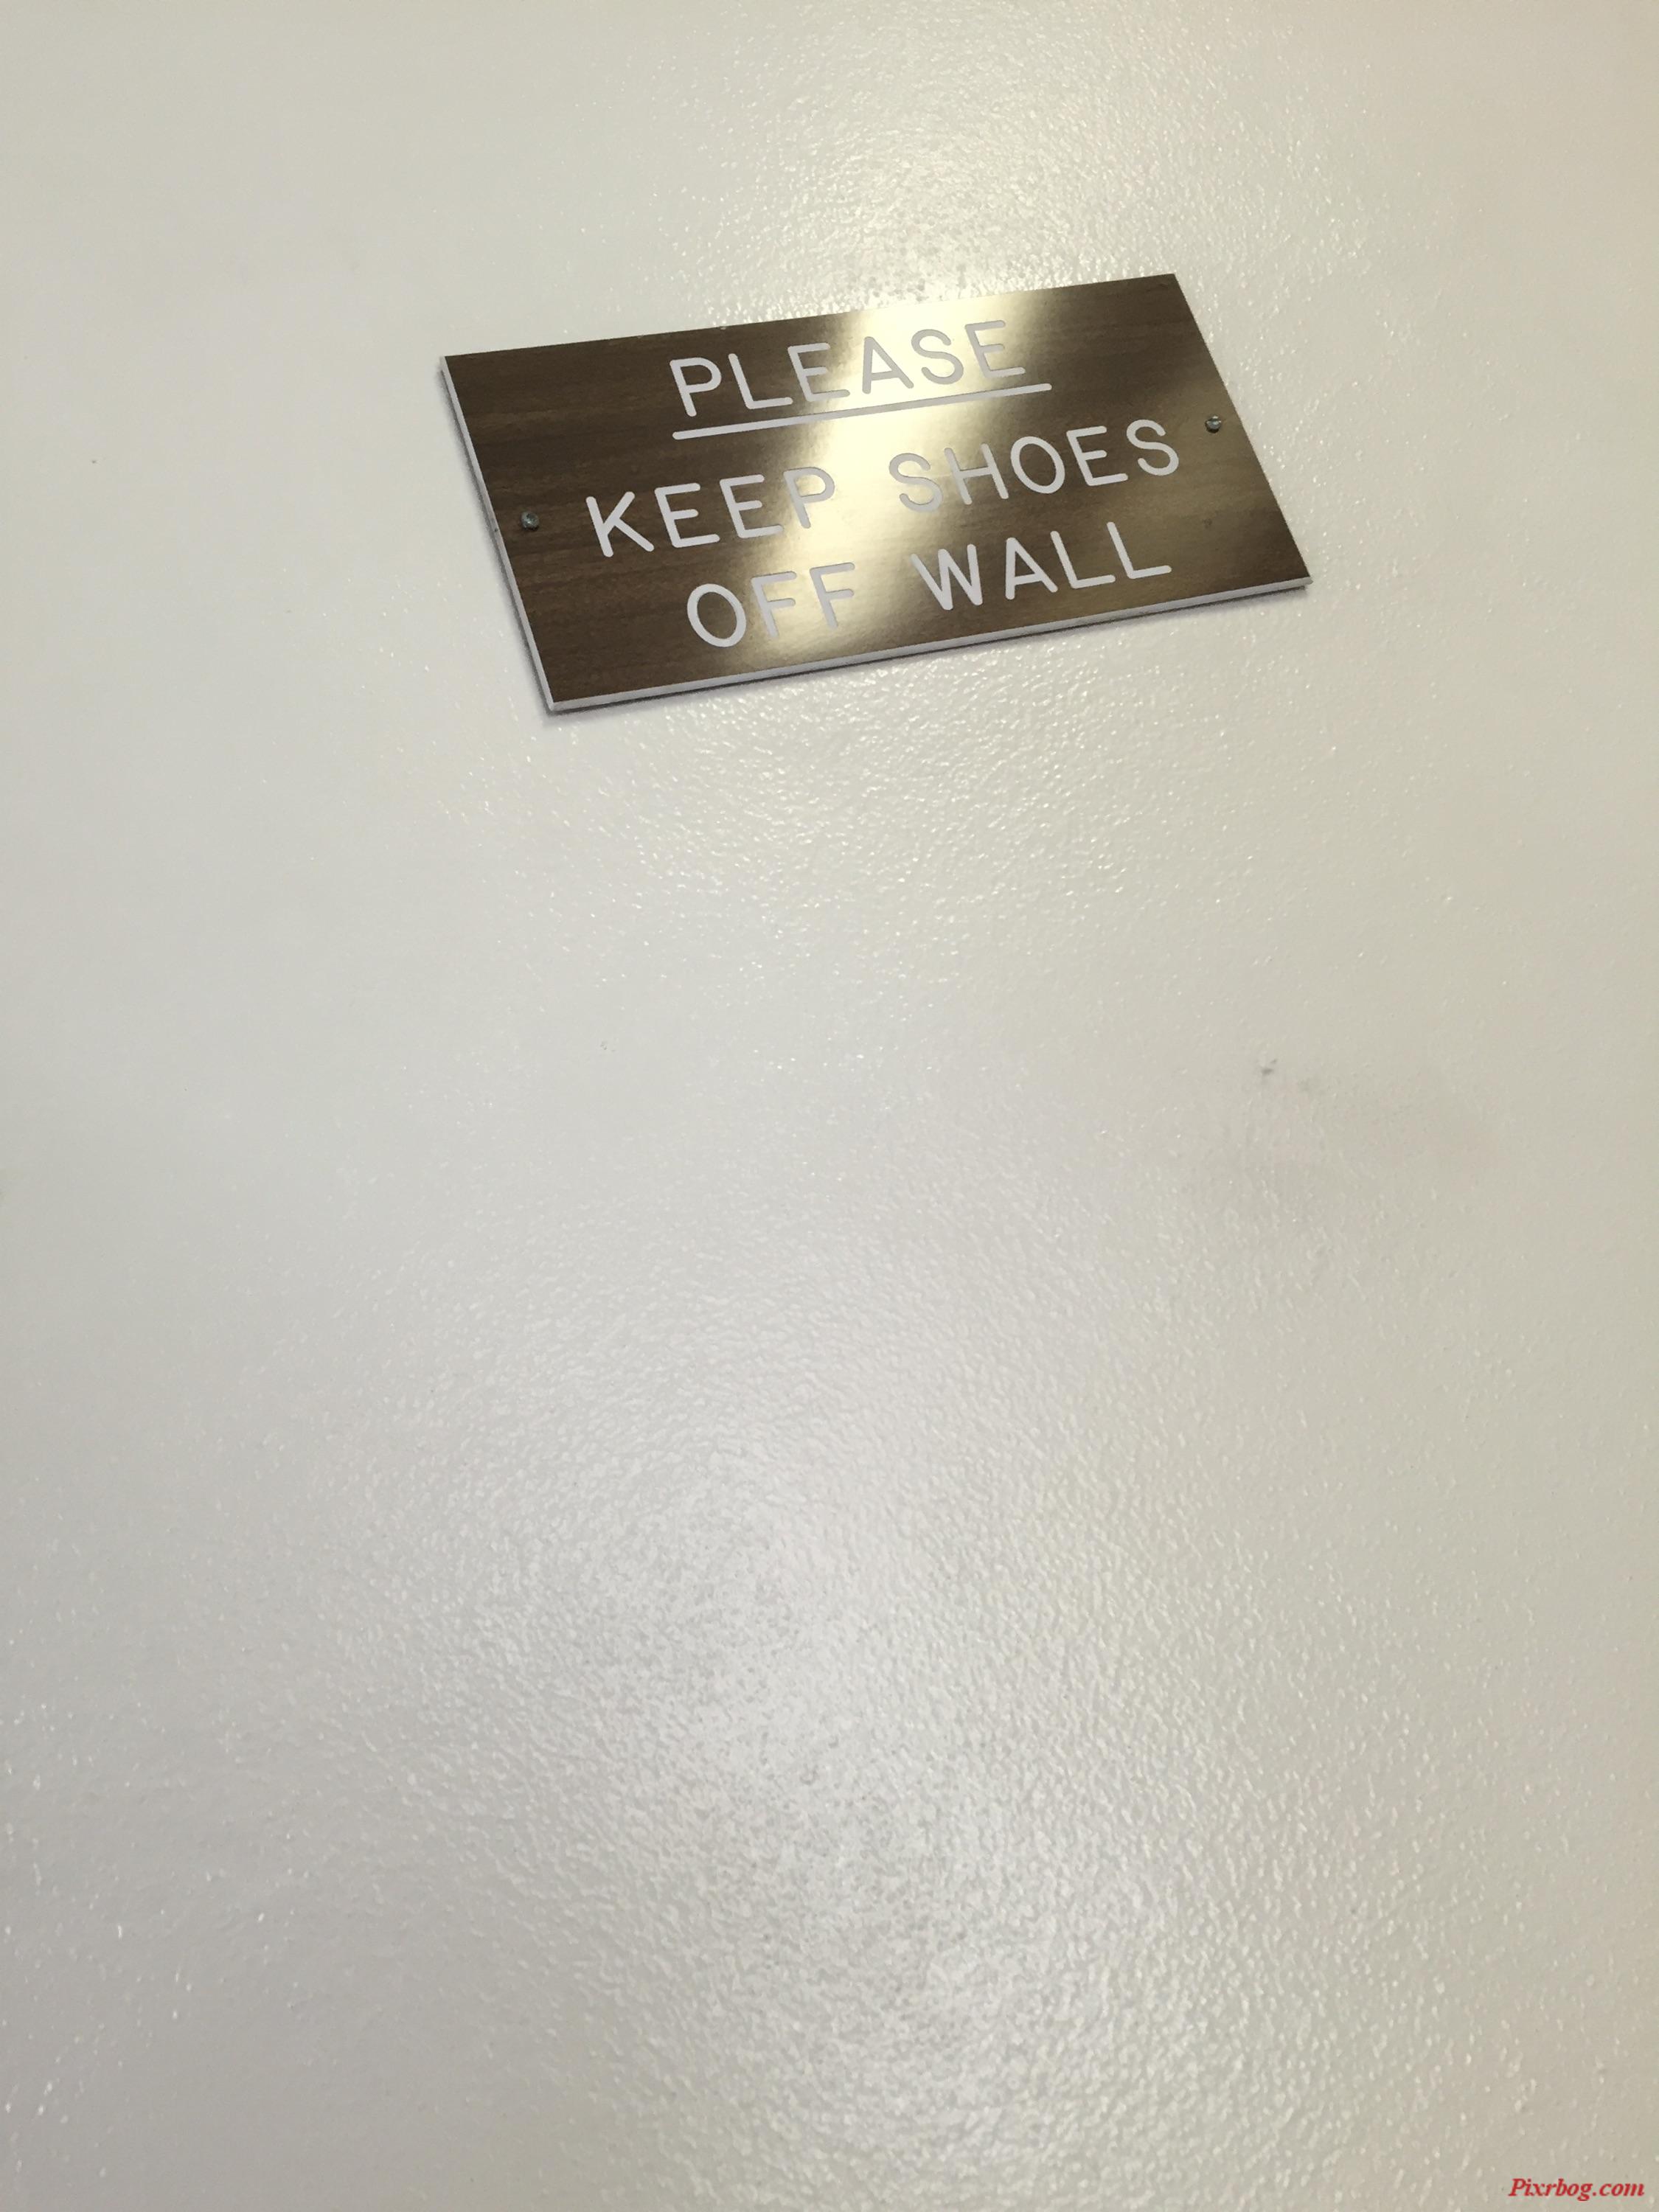 PLEASE
KEEP SHOES
OFF WALL
Pixrbog.com